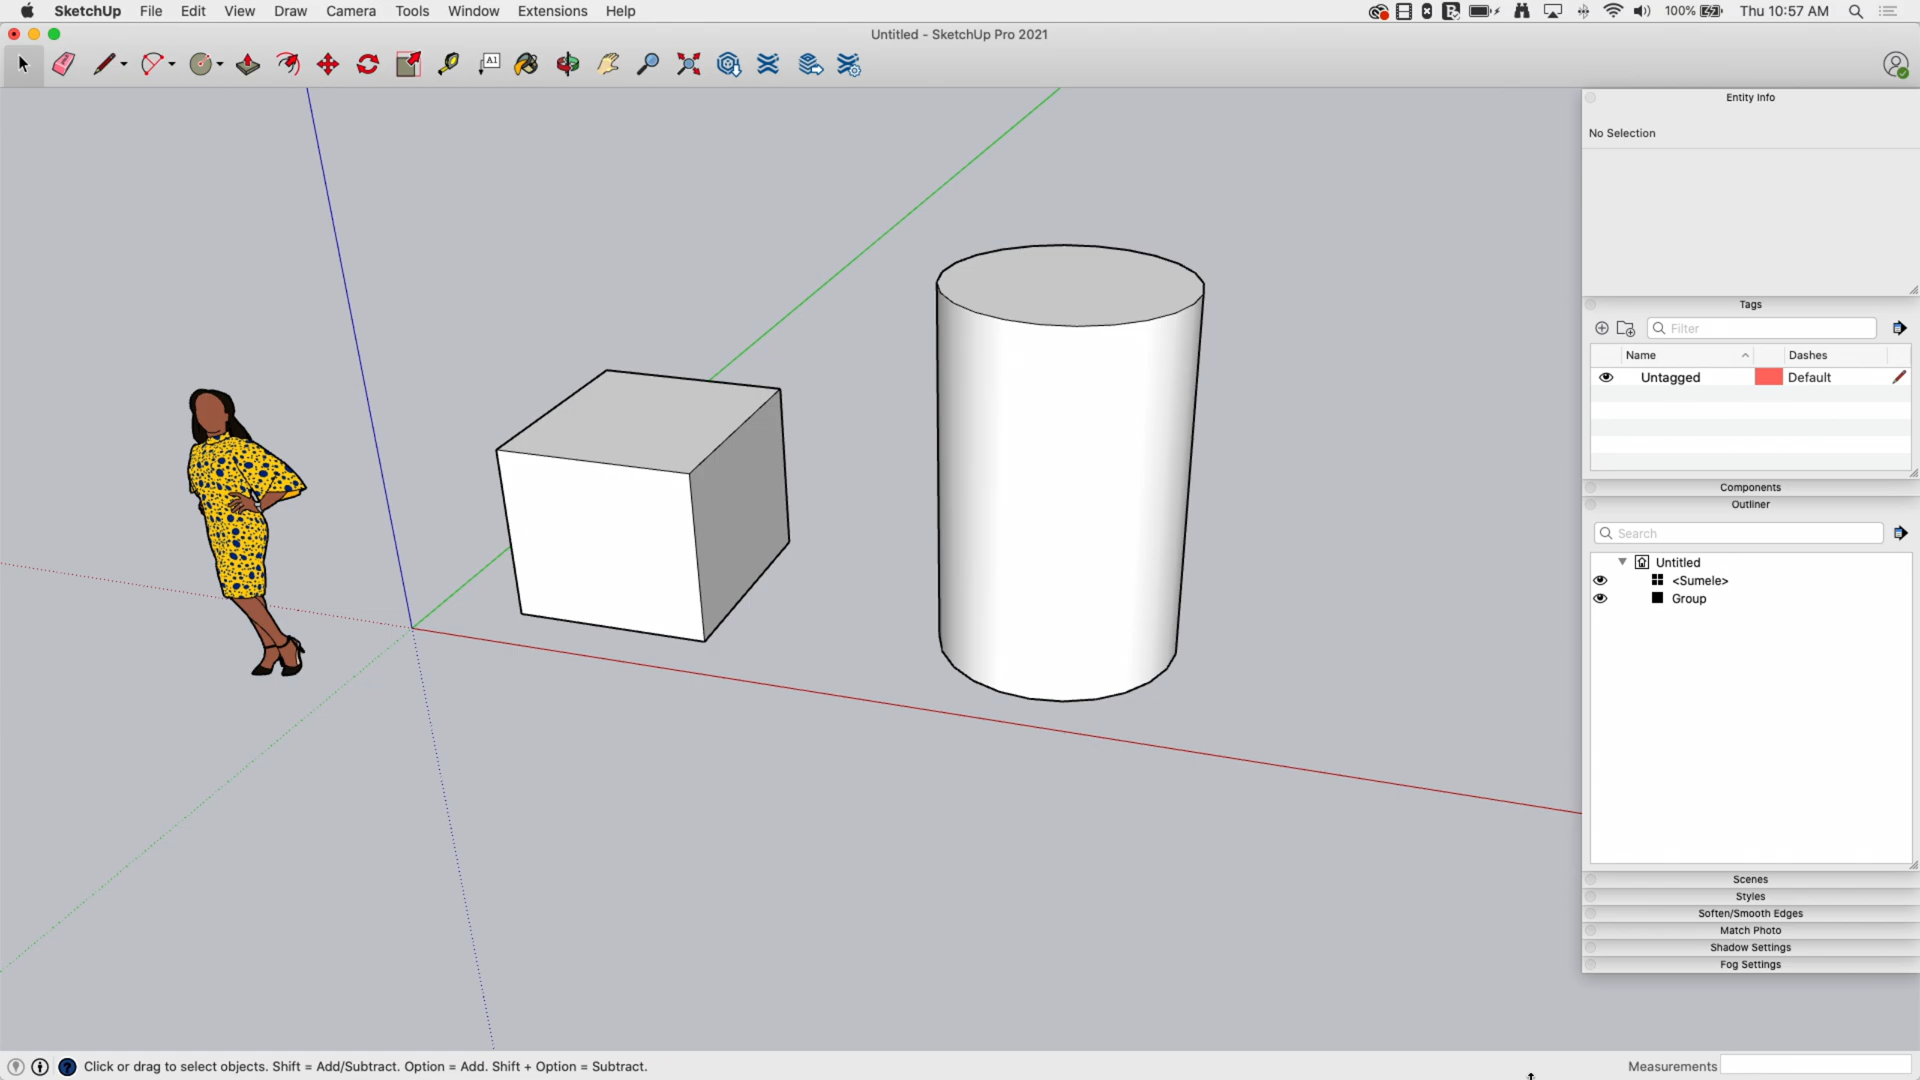 SketchUp File Edit View Draw Camera Tools Window Extensions Help 100% Thu 10:57 AM
Untitled - SketchUp Pro 2021
A1
Entity Info
No Selection
Tags
Filter
Name Dashes
Untagged Default
Components
Outliner
Search
Untitled
<Sumele>
Group
Scenes
Styles
Soften/Smooth Edges
Match Photo
Shadow Settings
Fog Settings
Click or drag to select objects. Shift = Add/Subtract. Option = Add. Shift + Option = Subtract. Measurements